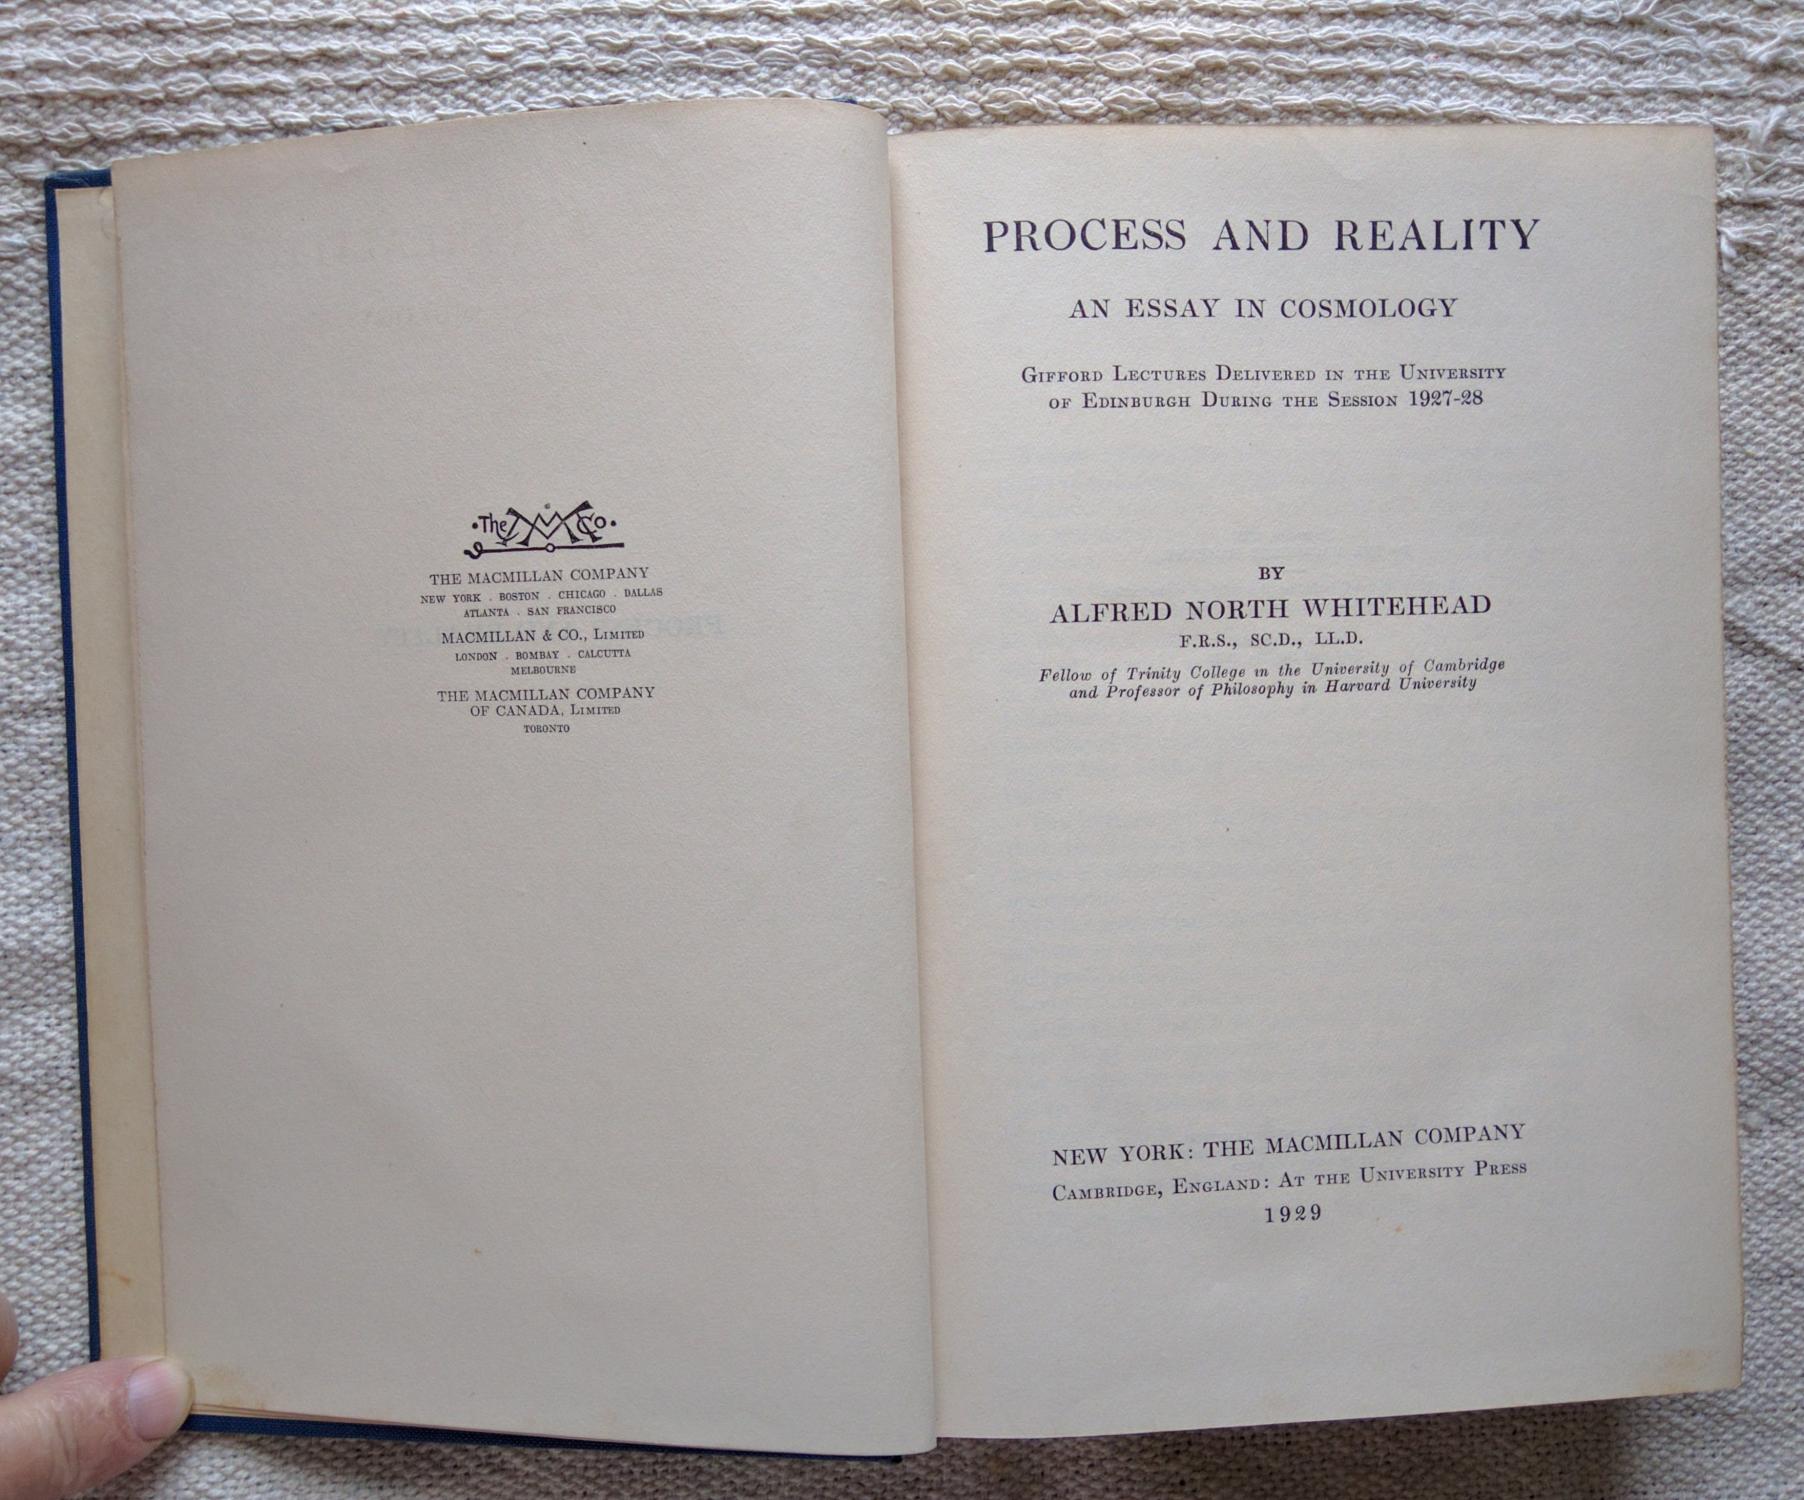 The M Co
THE MACMILLAN COMPANY
NEW YORK . BOSTON . CHICAGO . DALLAS
ATLANTA . SAN FRANCISCO
MACMILLAN & CO., LIMITED
LONDON . BOMBAY . CALCUTTA
MELBOURNE
THE MACMILLAN COMPANY
OF CANADA, LIMITED
TORONTO
PROCESS AND REALITY
AN ESSAY IN COSMOLOGY
GIFFORD LECTURES DELIVERED IN THE UNIVERSITY
OF EDINBURGH DURING THE SESSION 1927-28
BY
ALFRED NORTH WHITEHEAD
F.R.S., SC.D., LL.D.
Fellow of Trinity College in the University of Cambridge
and Professor of Philosophy in Harvard University
NEW YORK: THE MACMILLAN COMPANY
CAMBRIDGE, ENGLAND: AT THE UNIVERSITY PRESS
1929